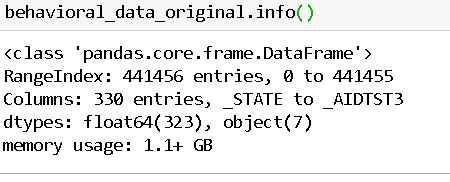 behavioral_data_original.info()
<class 'pandas.core.frame.DataFrame'>
RangeIndex: 441456 entries, 0 to 441455
Columns: 330 entries, _STATE to _AIDTST3
dtypes: float64(323), object(7)
memory usage: 1.1+ GB